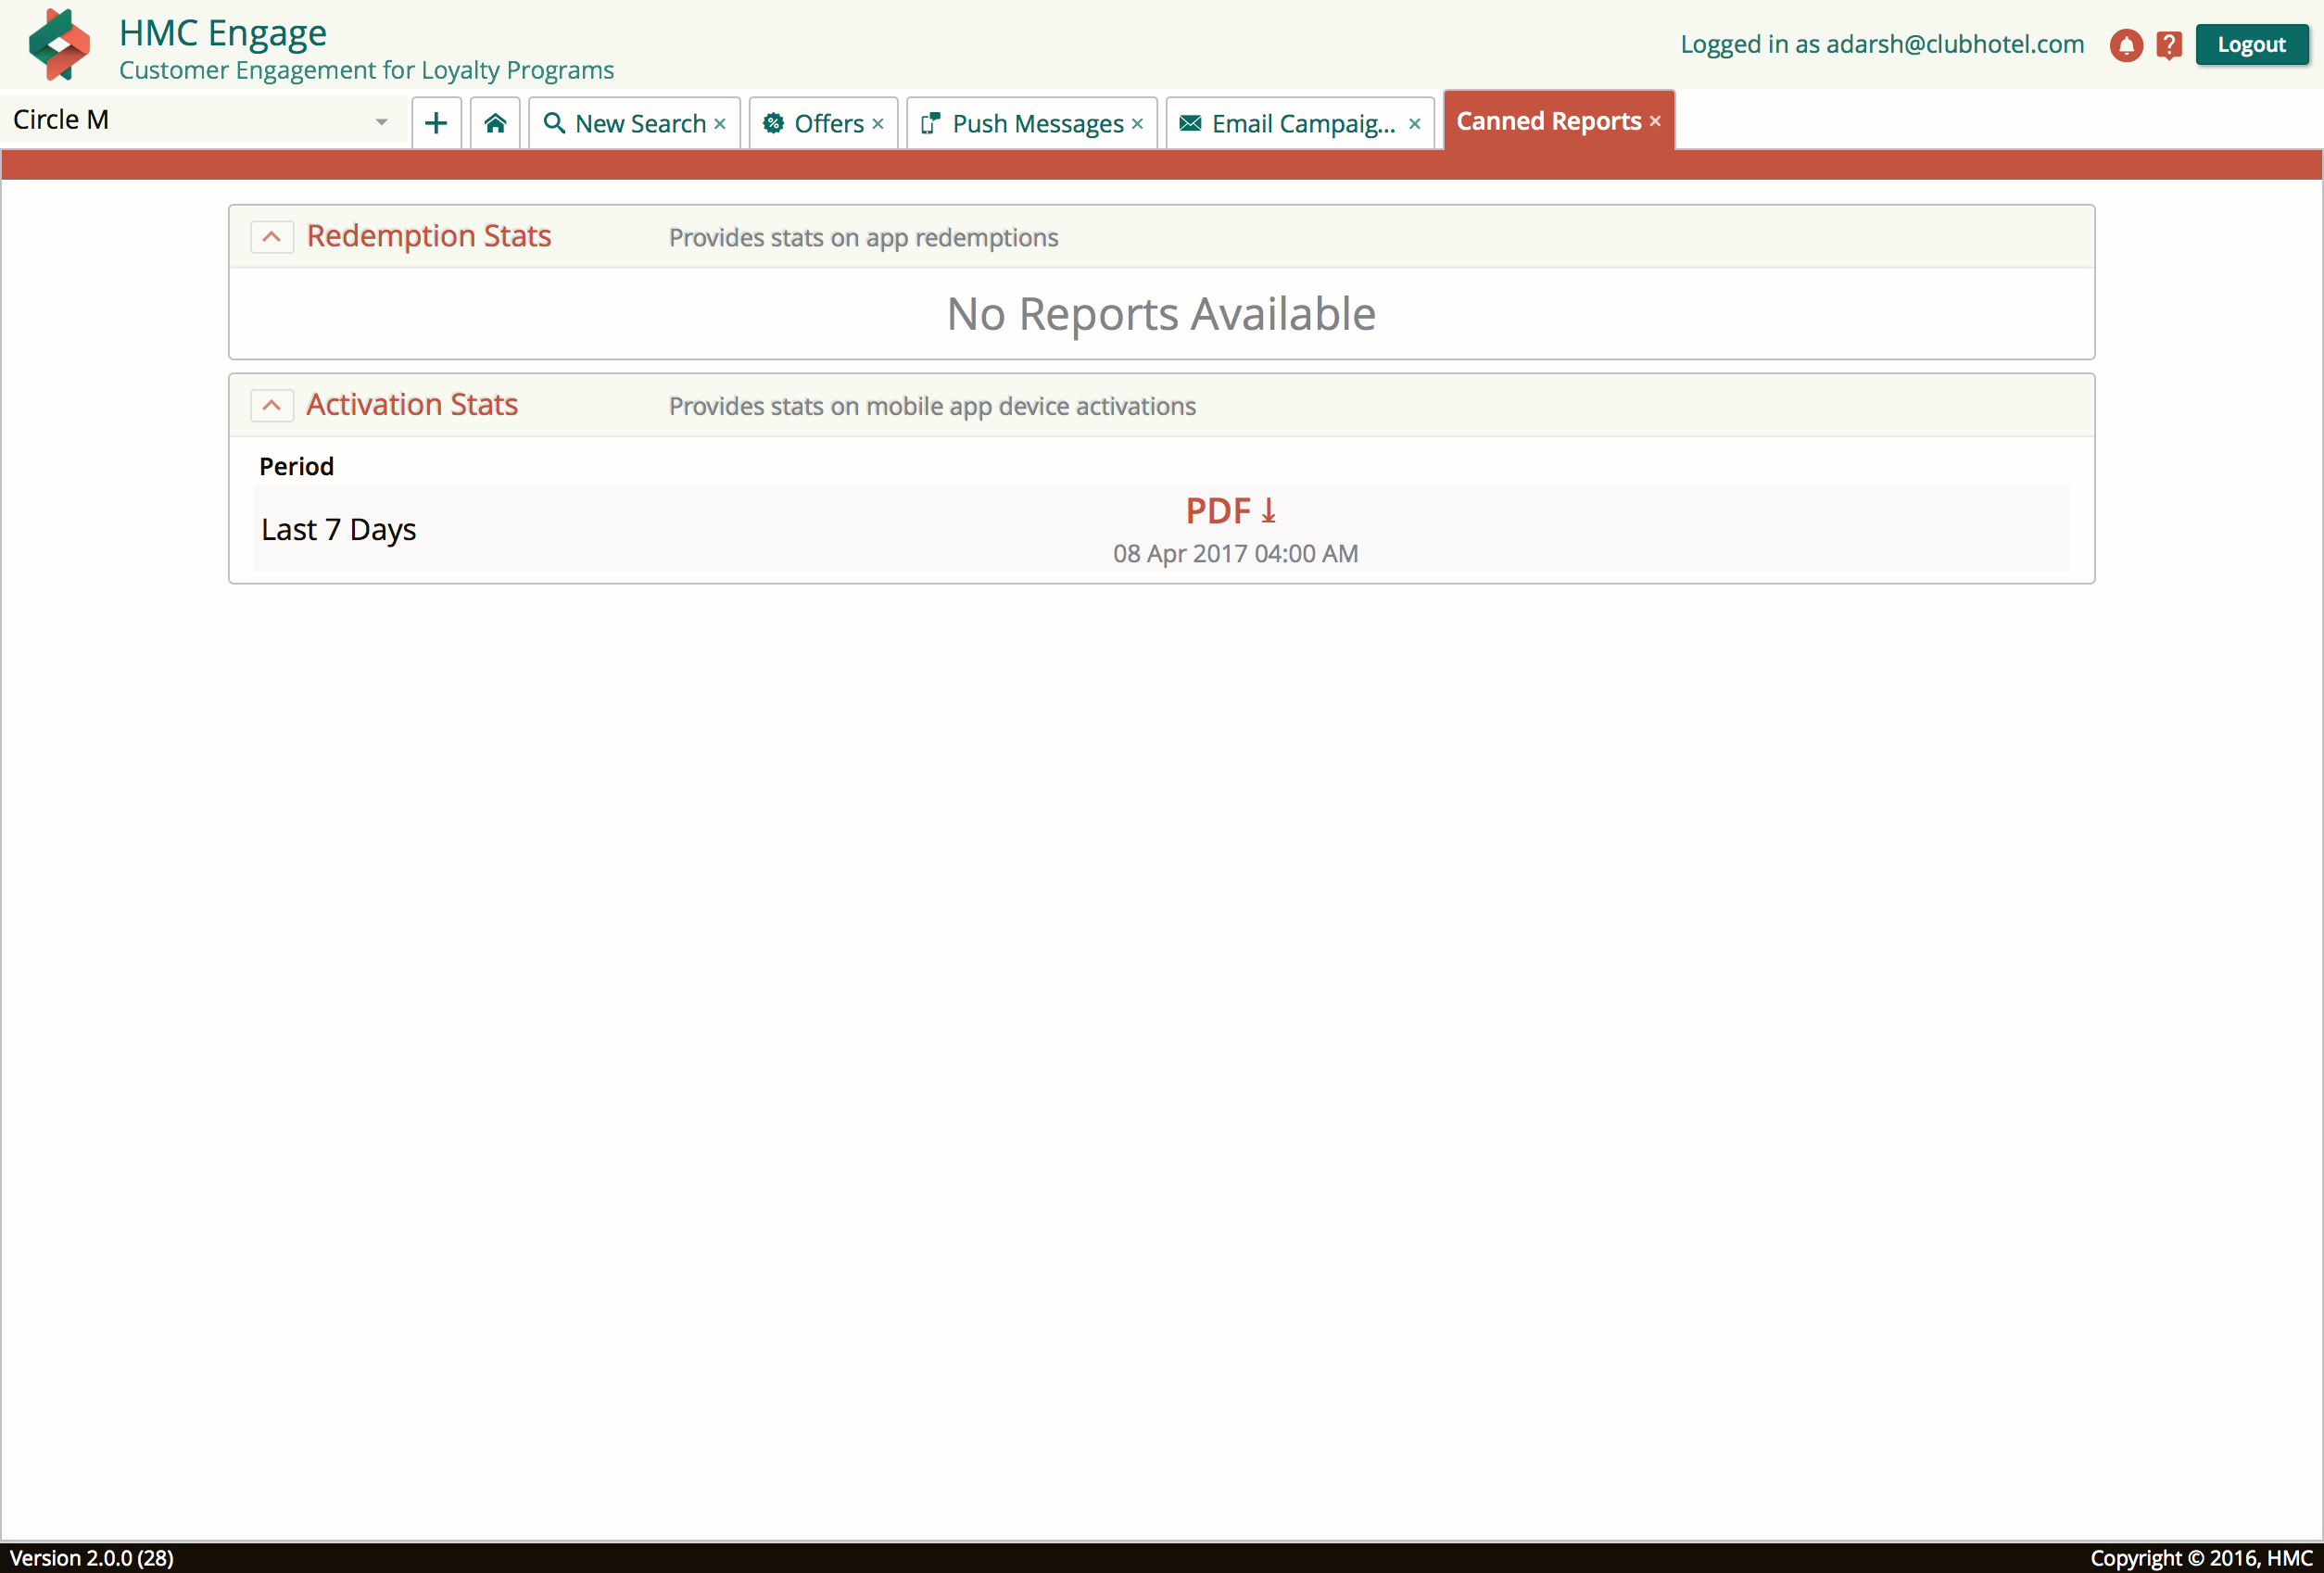 HMC Engage
Customer Engagement for Loyalty Programs
Logged in as adarsh@clubhotel.com
Logout
Circle M
New Search ×
Offers ×
Push Messages ×
Email Campaig... ×
Canned Reports ×
Redemption Stats
Provides stats on app redemptions
No Reports Available
Activation Stats
Provides stats on mobile app device activations
Period
Last 7 Days
PDF
08 Apr 2017 04:00 AM
Version 2.0.0 (28)
Copyright © 2016, HMC